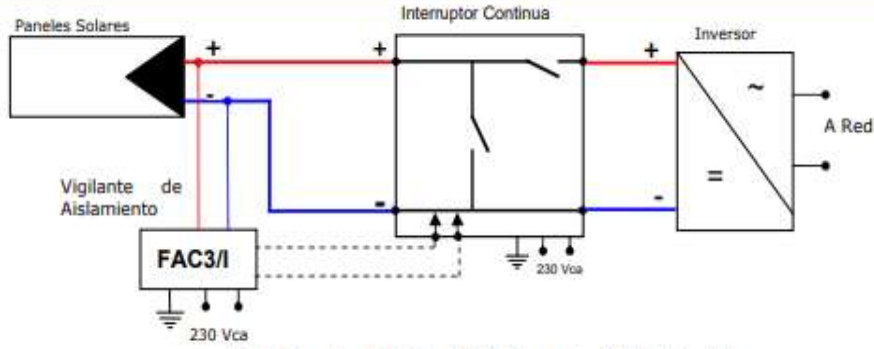 Interruptor Continua
Paneles Solares
Inversor
+
+
+
-
~
A Red
=
Vigilante de
Aislamiento
-
-
FAC3/I
230 Vca
230 Vca